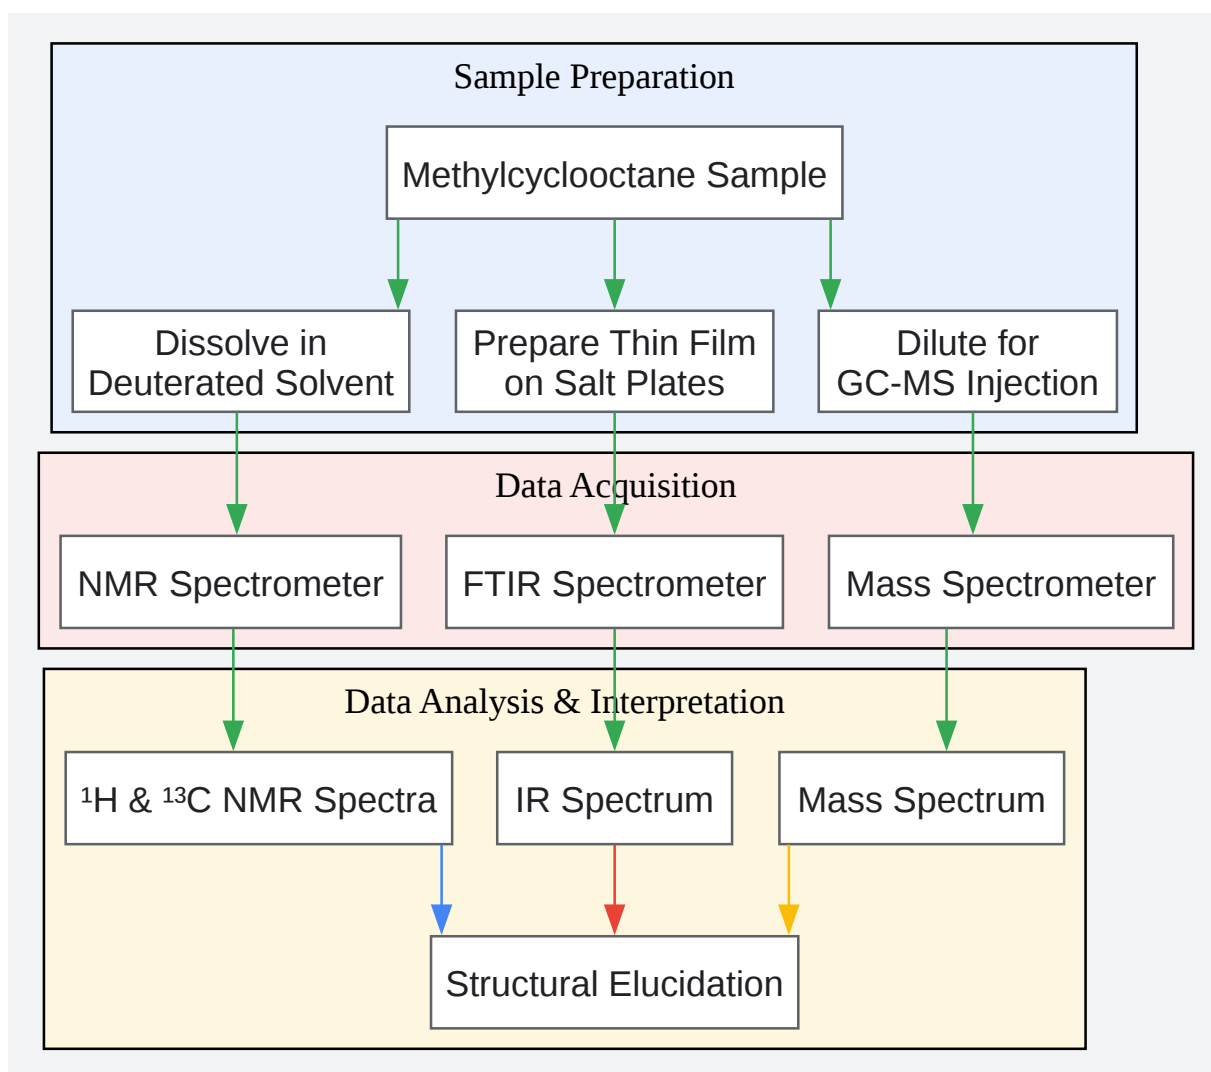 Sample Preparation
Methylcyclooctane Sample
Dissolve in
Deuterated Solvent
Prepare Thin Film
on Salt Plates
Dilute for
GC-MS Injection
Data Acquisition
NMR Spectrometer
FTIR Spectrometer
Mass Spectrometer
Data Analysis & Interpretation
¹H & ¹³C NMR Spectra
IR Spectrum
Mass Spectrum
Structural Elucidation